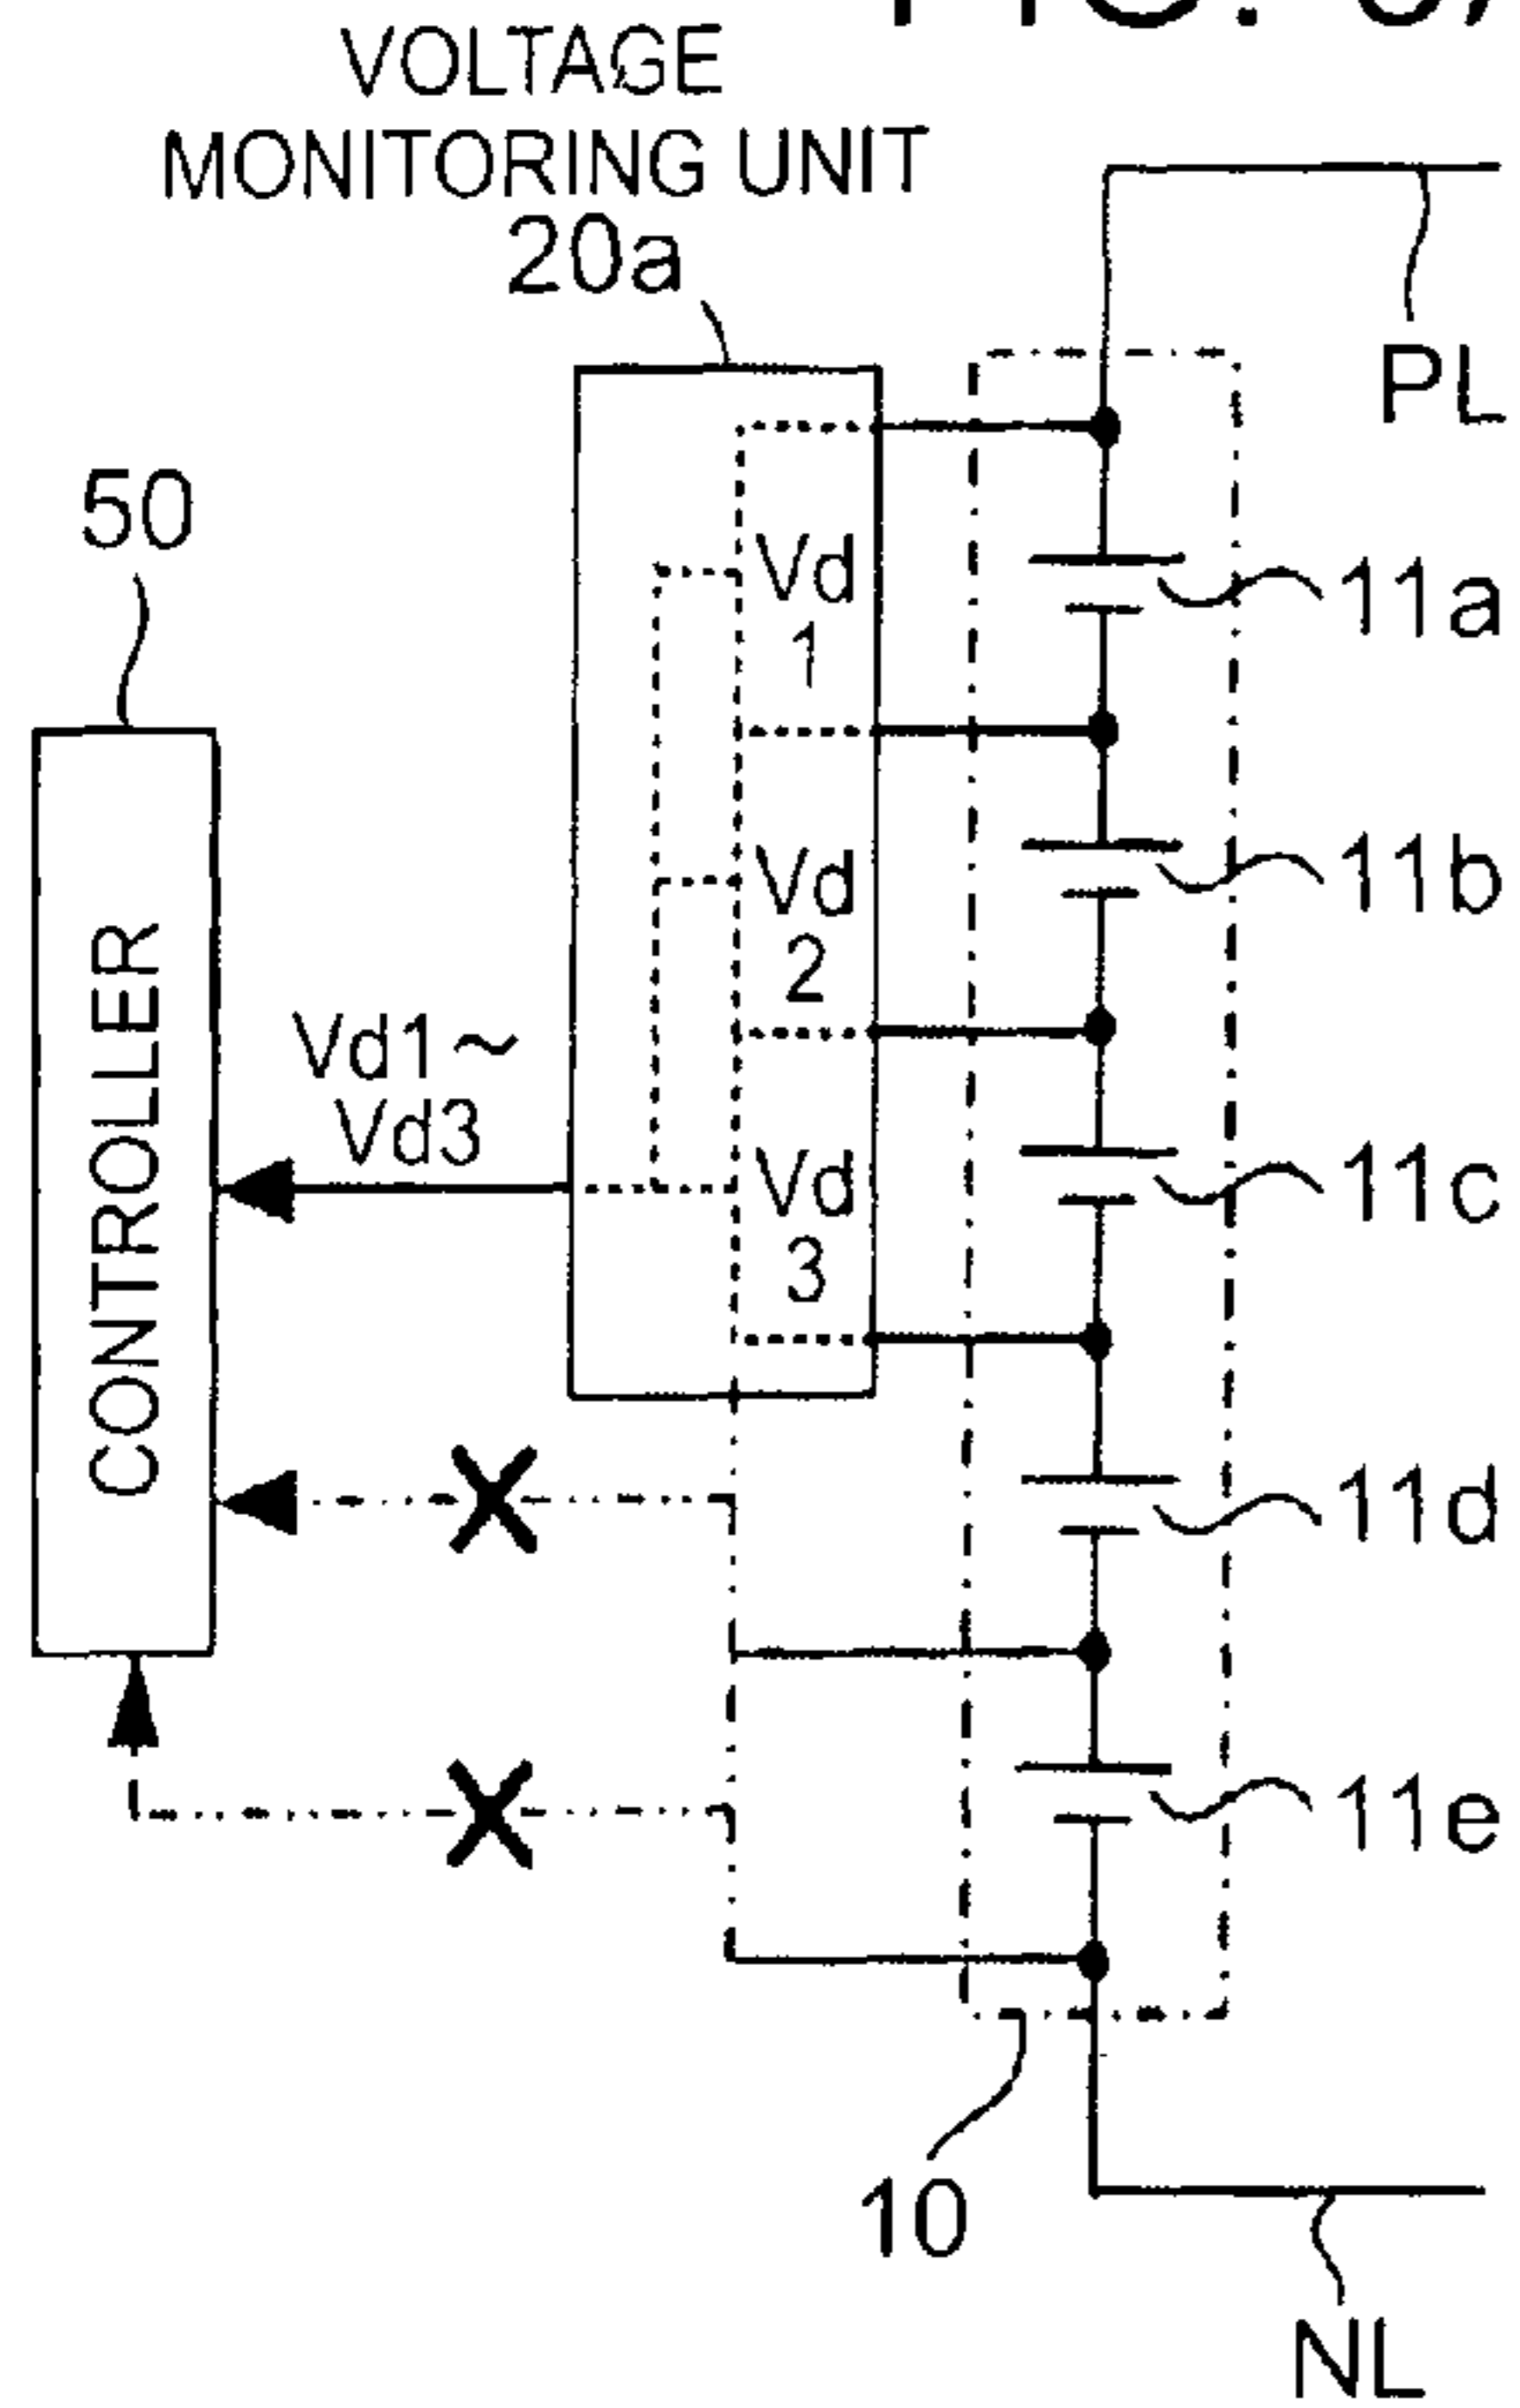 VOLTAGE
MONITORING UNIT
20a
PL
50
Vd
1
11a
Vd
2
11b
CONTROLLER
Vd1~
Vd3
Vd
3
11c
11d
11e
10
NL